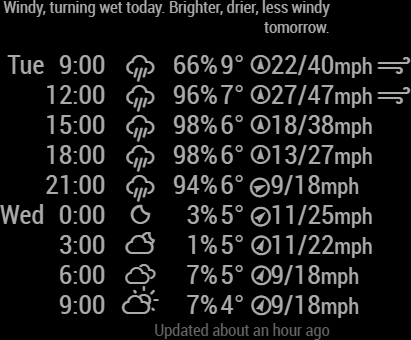 Windy, turning wet today. Brighter, drier, less windy
tomorrow.
Tue 9:00 66% 9° 22/40mph
12:00 96% 7° 27/47mph
15:00 98% 6° 18/38mph
18:00 98% 6° 13/27mph
21:00 94% 6° 9/18mph
Wed 0:00 3% 5° 11/25mph
3:00 1% 5° 11/22mph
6:00 7% 5° 9/18mph
9:00 7% 4° 9/18mph
Updated about an hour ago